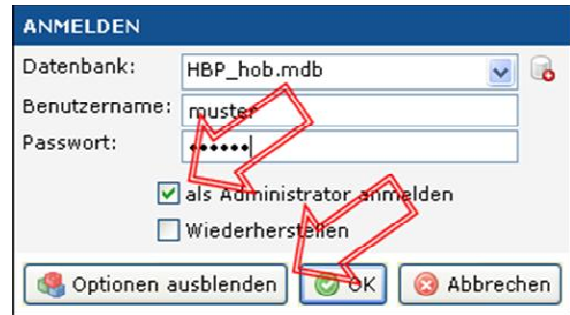 ANMELDEN
Datenbank: HBP_hob.mdb
Benutzername: muster
Passwort: ••••••
als Administrator anmelden
Wiederherstellen
Optionen ausblenden OK Abbrechen